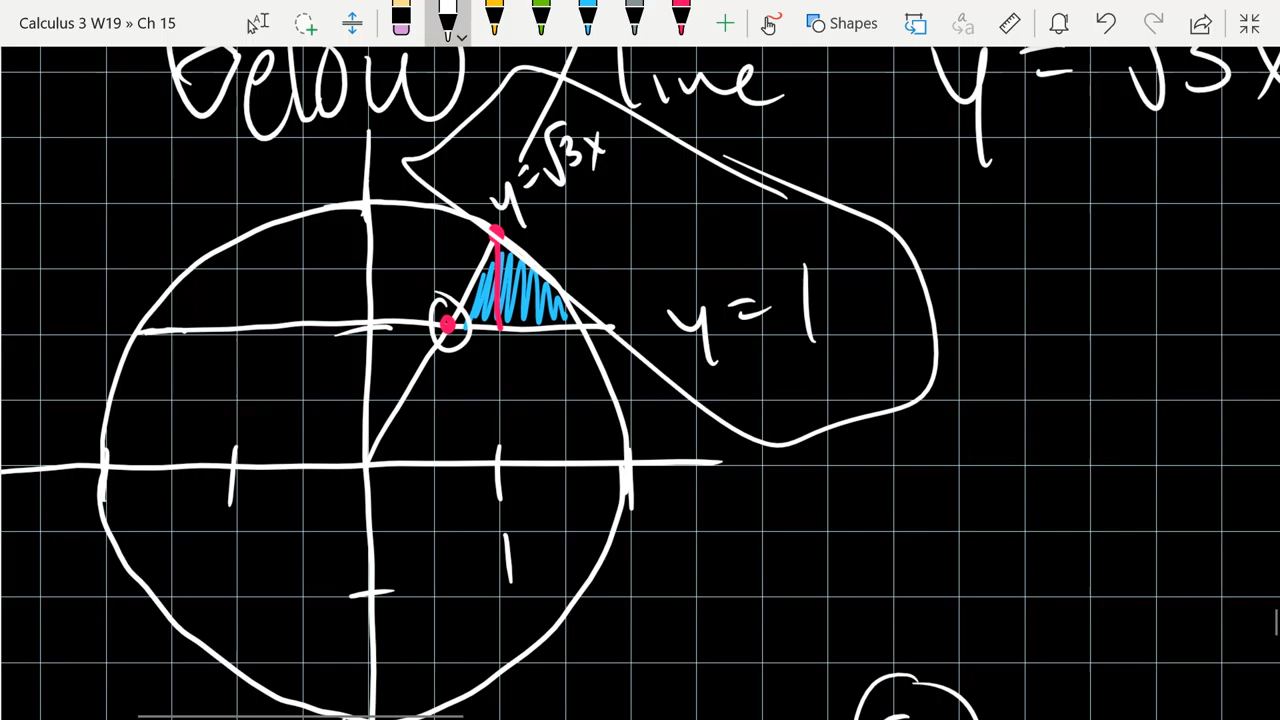 Calculus 3 W19 » Ch 15
Shapes
below line y = √3x
y = √3x
y = 1
1